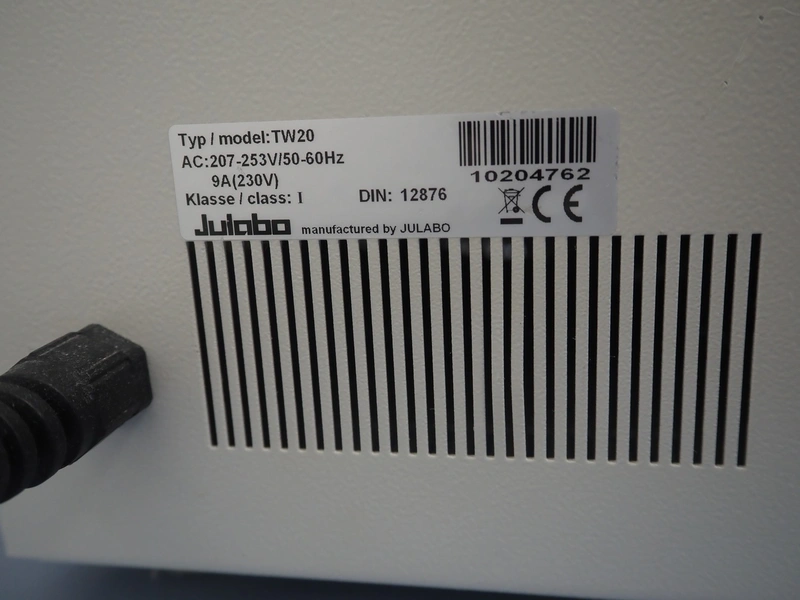 Typ / model:TW20
AC:207-253V/50-60Hz
9A(230V)
Klasse / class: I
DIN: 12876
Julabo manufactured by JULABO
10204762
CE